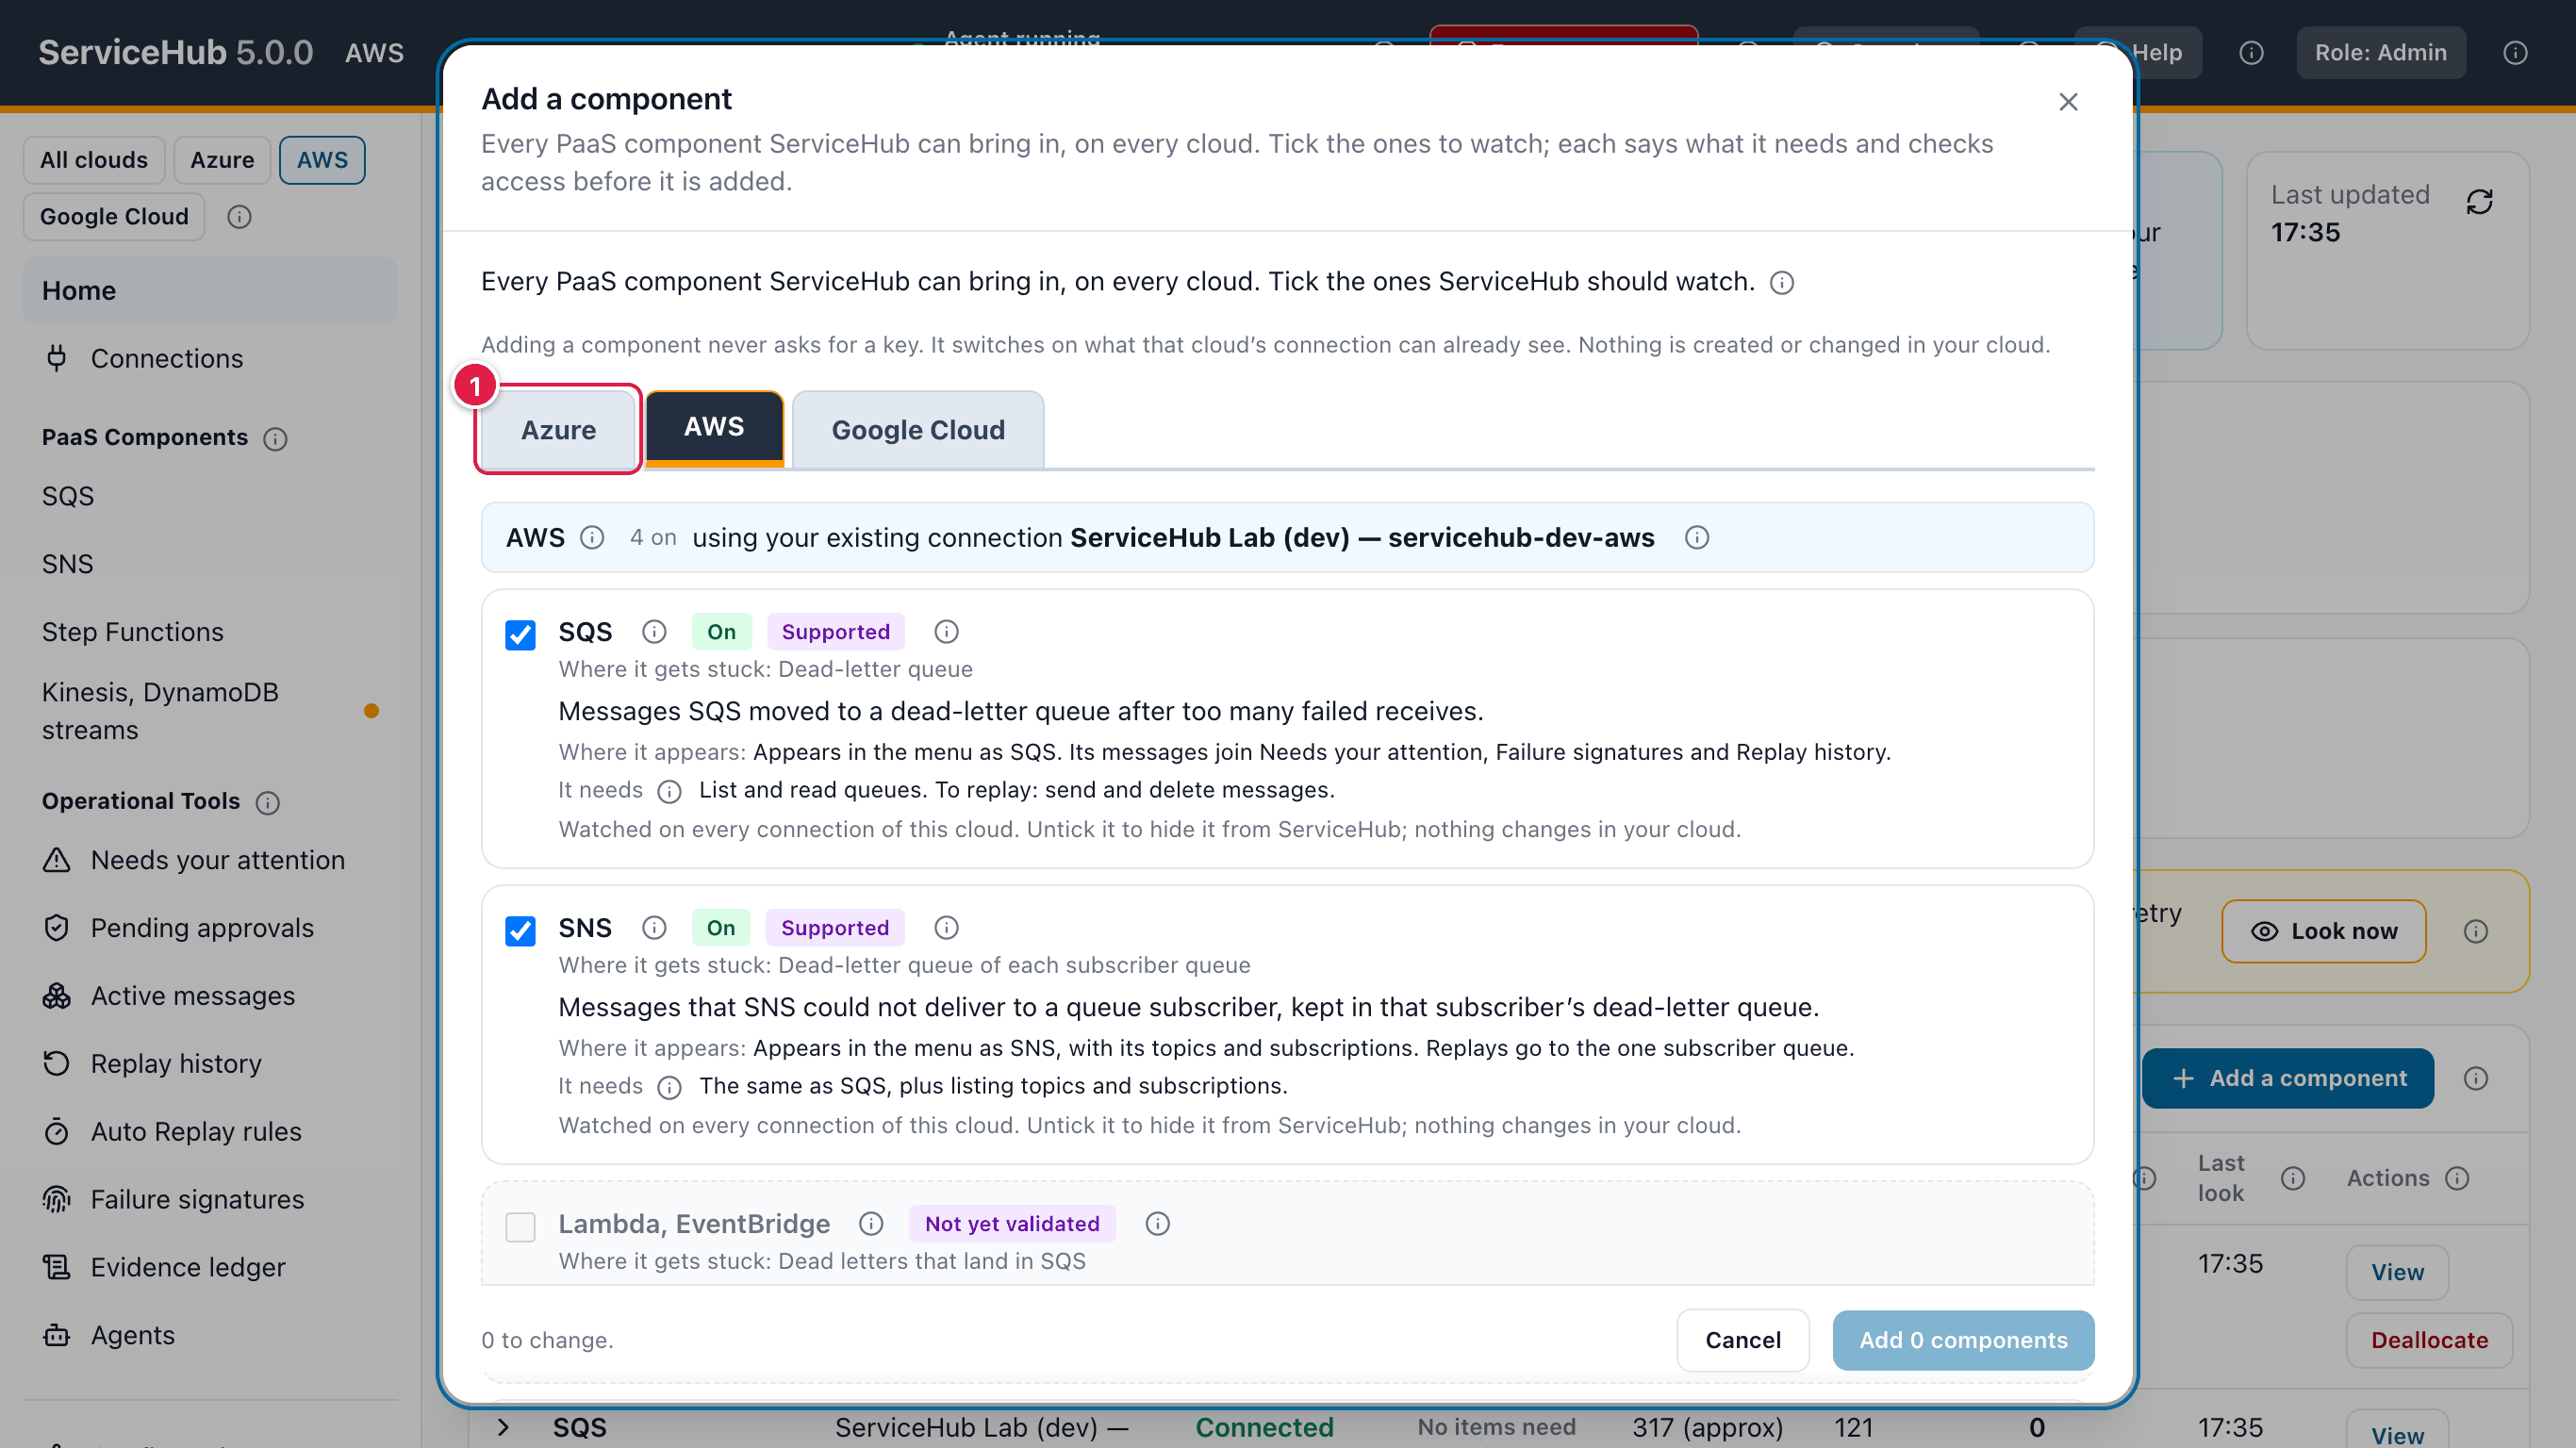 ServiceHub 5.0.0 AWS
Agent running
Help
Role: Admin
All clouds Azure AWS
Google Cloud
Home
Connections
PaaS Components
SQS
SNS
Step Functions
Kinesis, DynamoDB
streams
Operational Tools
Needs your attention
Pending approvals
Active messages
Replay history
Auto Replay rules
Failure signatures
Evidence ledger
Agents
Add a component
Every PaaS component ServiceHub can bring in, on every cloud. Tick the ones to watch; each says what it needs and checks
access before it is added.
Every PaaS component ServiceHub can bring in, on every cloud. Tick the ones ServiceHub should watch.
Adding a component never asks for a key. It switches on what that cloud’s connection can already see. Nothing is created or changed in your cloud.
1
Azure AWS Google Cloud
AWS 4 on using your existing connection ServiceHub Lab (dev) — servicehub-dev-aws
SQS On Supported
Where it gets stuck: Dead-letter queue
Messages SQS moved to a dead-letter queue after too many failed receives.
Where it appears: Appears in the menu as SQS. Its messages join Needs your attention, Failure signatures and Replay history.
It needs List and read queues. To replay: send and delete messages.
Watched on every connection of this cloud. Untick it to hide it from ServiceHub; nothing changes in your cloud.
SNS On Supported
Where it gets stuck: Dead-letter queue of each subscriber queue
Messages that SNS could not deliver to a queue subscriber, kept in that subscriber’s dead-letter queue.
Where it appears: Appears in the menu as SNS, with its topics and subscriptions. Replays go to the one subscriber queue.
It needs The same as SQS, plus listing topics and subscriptions.
Watched on every connection of this cloud. Untick it to hide it from ServiceHub; nothing changes in your cloud.
Lambda, EventBridge Not yet validated
Where it gets stuck: Dead letters that land in SQS
0 to change.
Cancel Add 0 components
Last updated
17:35
Look now
Add a component
Last
look
Actions
17:35 View
Deallocate
SQS ServiceHub Lab (dev) — Connected No items need 317 (approx) 121 0 17:35 View